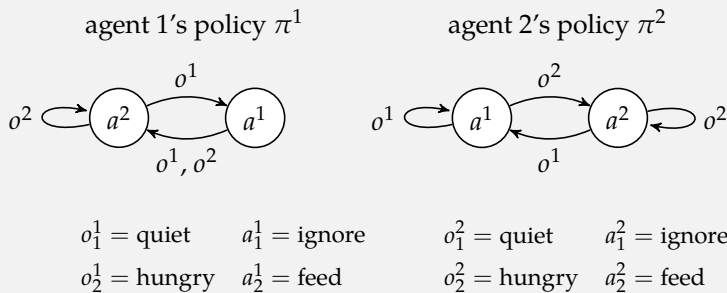 agent 1's policy π¹ agent 2's policy π²
o¹ o²
o² a² a¹ o¹ a¹ a² o²
o¹, o² o¹
o₁¹ = quiet a₁¹ = ignore o₁² = quiet a₁² = ignore
o₂¹ = hungry a₂¹ = feed o₂² = hungry a₂² = feed